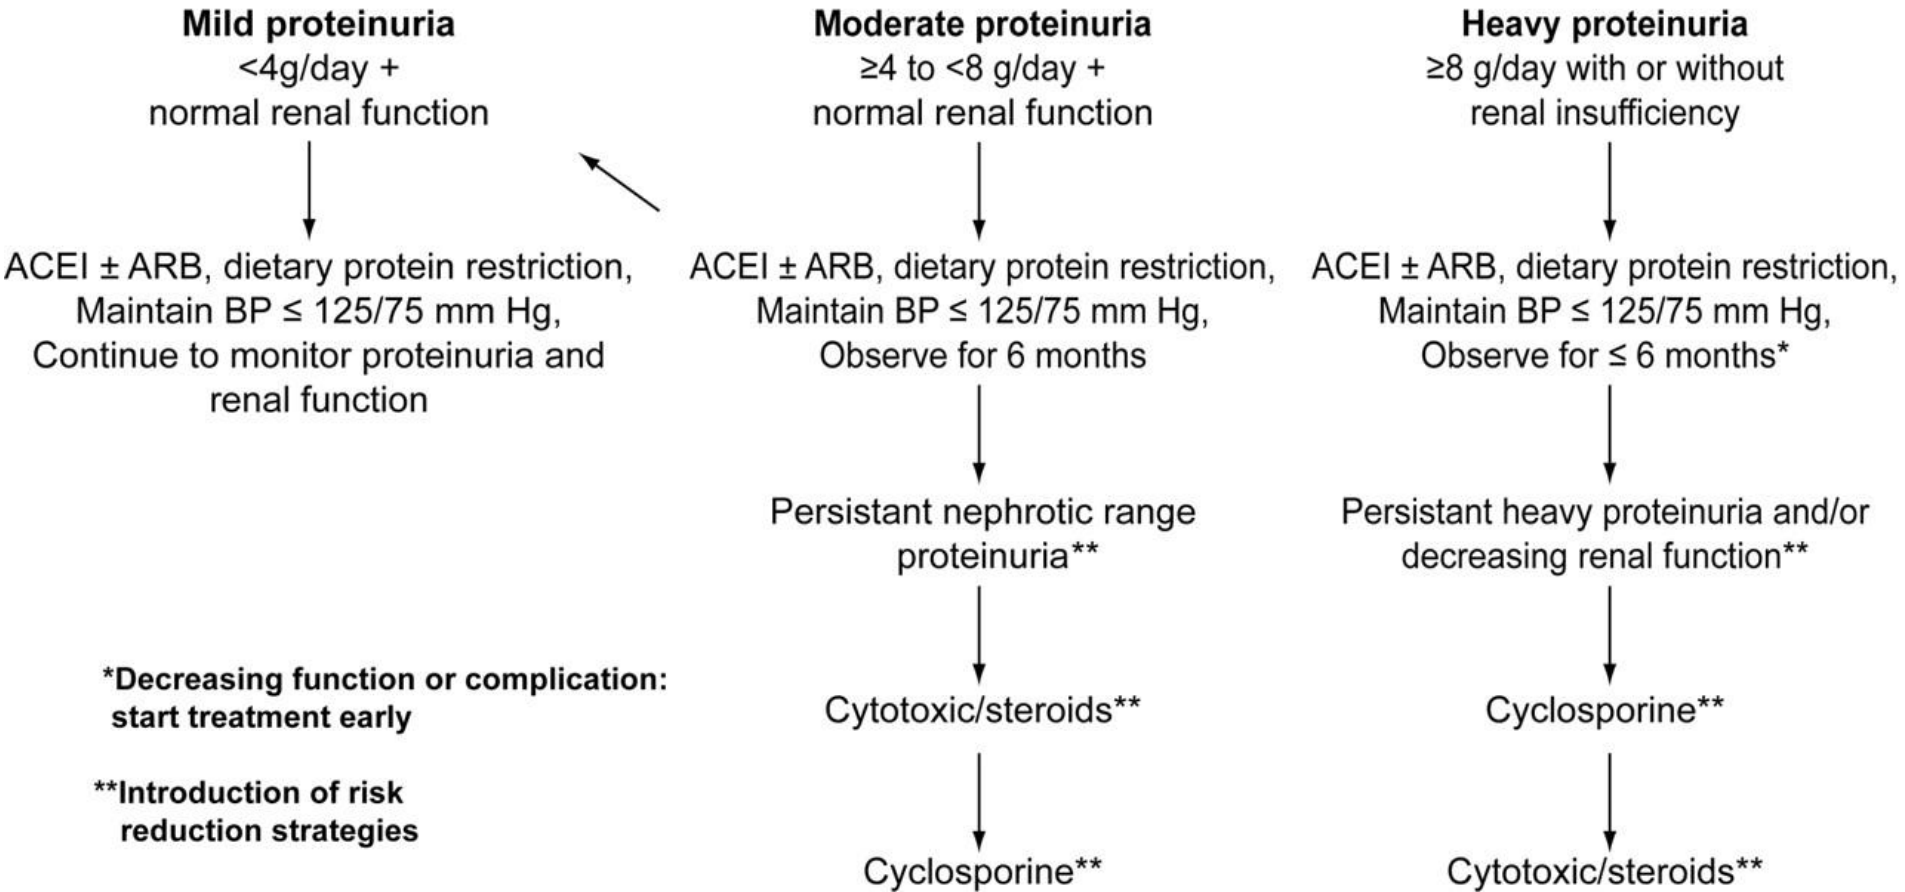 Mild proteinuria
<4g/day +
normal renal function
ACEI ± ARB, dietary protein restriction,
Maintain BP ≤ 125/75 mm Hg,
Continue to monitor proteinuria and
renal function
Moderate proteinuria
≥4 to <8 g/day +
normal renal function
ACEI ± ARB, dietary protein restriction,
Maintain BP ≤ 125/75 mm Hg,
Observe for 6 months
Persistant nephrotic range
proteinuria**
Cytotoxic/steroids**
Cyclosporine**
Heavy proteinuria
≥8 g/day with or without
renal insufficiency
ACEI ± ARB, dietary protein restriction,
Maintain BP ≤ 125/75 mm Hg,
Observe for ≤ 6 months*
Persistant heavy proteinuria and/or
decreasing renal function**
Cyclosporine**
Cytotoxic/steroids**
*Decreasing function or complication:
start treatment early
**Introduction of risk
reduction strategies